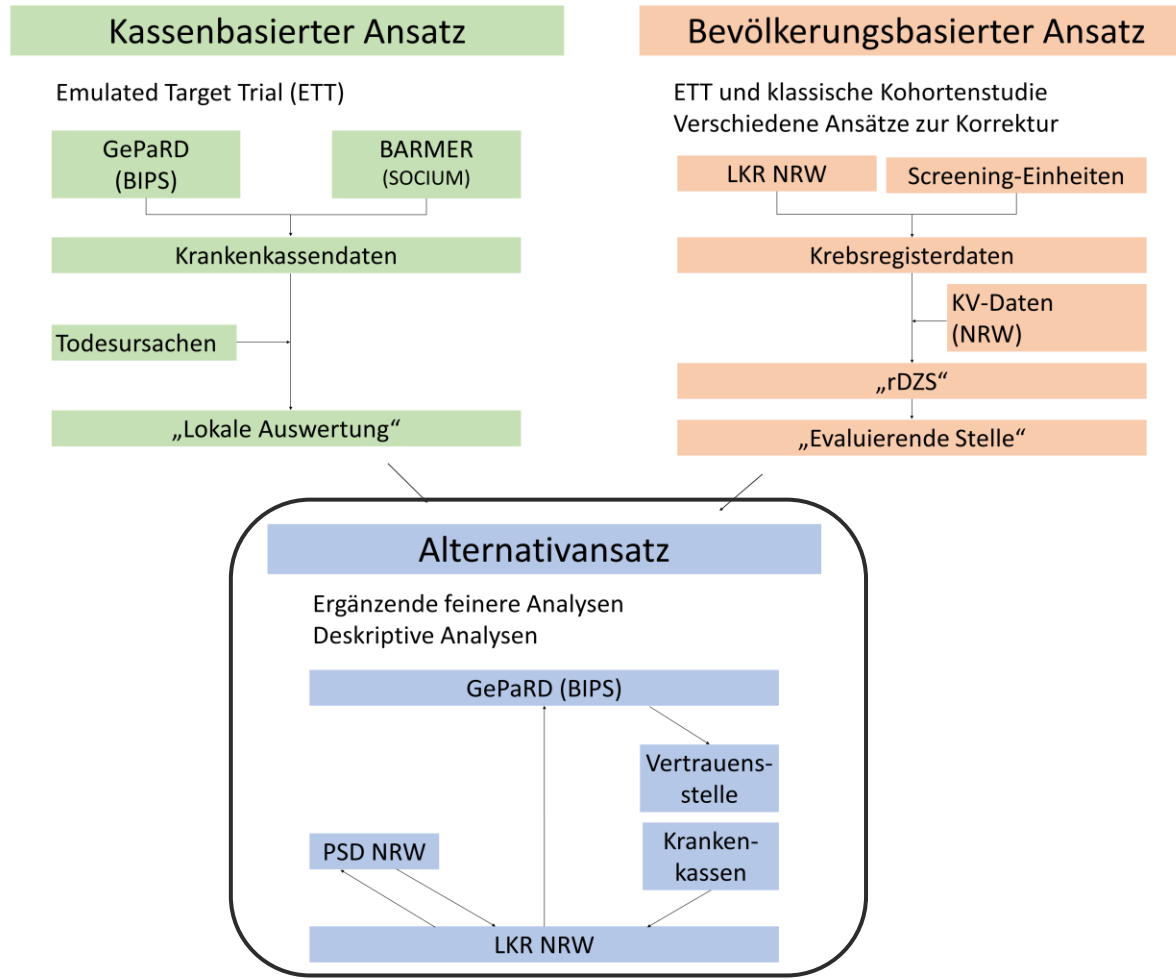 Kassenbasierter Ansatz
Emulated Target Trial (ETT)
GePaRD
(BIPS)
BARMER
(SOCIUM)
Krankenkassendaten
Todesursachen
„Lokale Auswertung“
Bevölkerungsbasierter Ansatz
ETT und klassische Kohortenstudie
Verschiedene Ansätze zur Korrektur
LKR NRW
Screening-Einheiten
Krebsregisterdaten
KV-Daten
(NRW)
„rDZS“
„Evaluierende Stelle“
Alternativansatz
Ergänzende feinere Analysen
Deskriptive Analysen
GePaRD (BIPS)
Vertrauens-
stelle
PSD NRW
Kranken-
kassen
LKR NRW